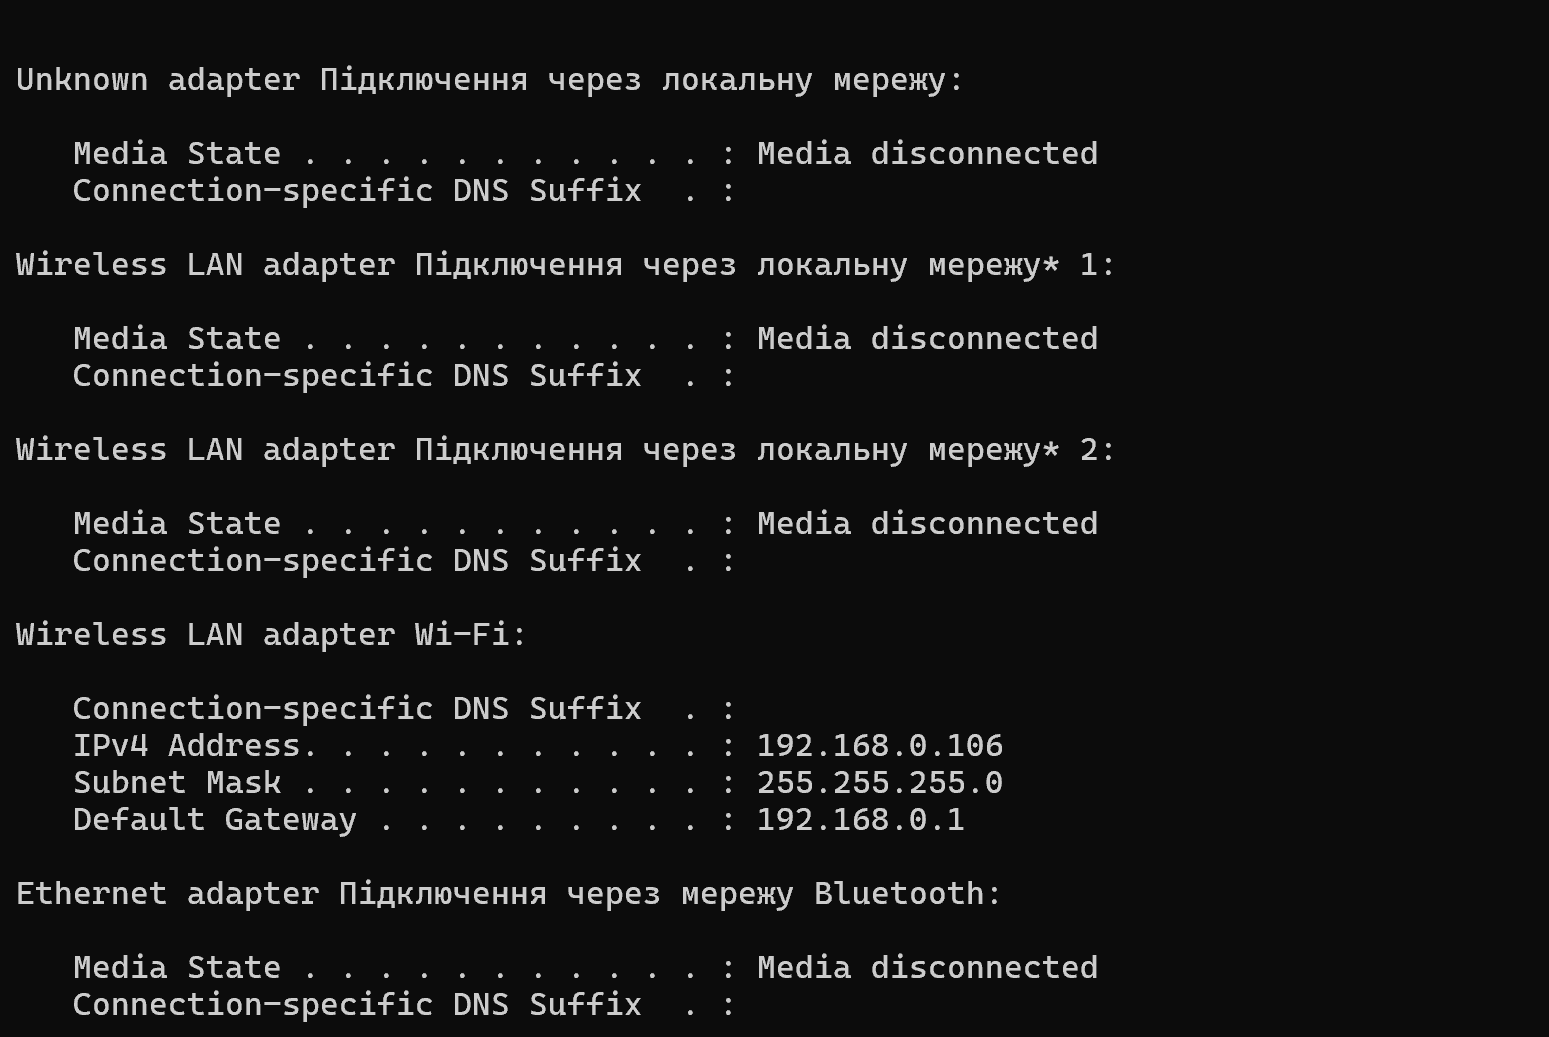 Unknown adapter Підключення через локальну мережу:
Media State . . . . . . . . . . . : Media disconnected
Connection-specific DNS Suffix  . :
Wireless LAN adapter Підключення через локальну мережу* 1:
Media State . . . . . . . . . . . : Media disconnected
Connection-specific DNS Suffix  . :
Wireless LAN adapter Підключення через локальну мережу* 2:
Media State . . . . . . . . . . . : Media disconnected
Connection-specific DNS Suffix  . :
Wireless LAN adapter Wi-Fi:
Connection-specific DNS Suffix  . :
IPv4 Address. . . . . . . . . . . : 192.168.0.106
Subnet Mask . . . . . . . . . . . : 255.255.255.0
Default Gateway . . . . . . . . . : 192.168.0.1
Ethernet adapter Підключення через мережу Bluetooth:
Media State . . . . . . . . . . . : Media disconnected
Connection-specific DNS Suffix  . :